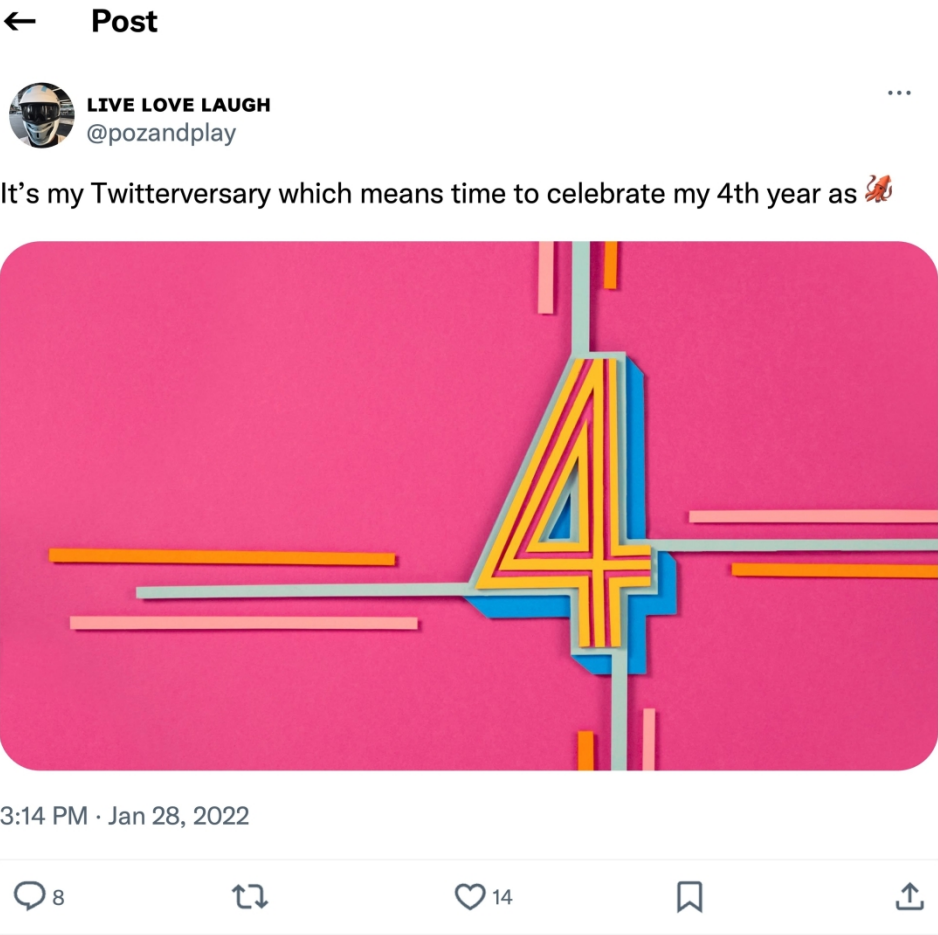 Post
LIVE LOVE LAUGH
@pozandplay
It’s my Twitterversary which means time to celebrate my 4th year as 🦑
4
3:14 PM · Jan 28, 2022
8
14